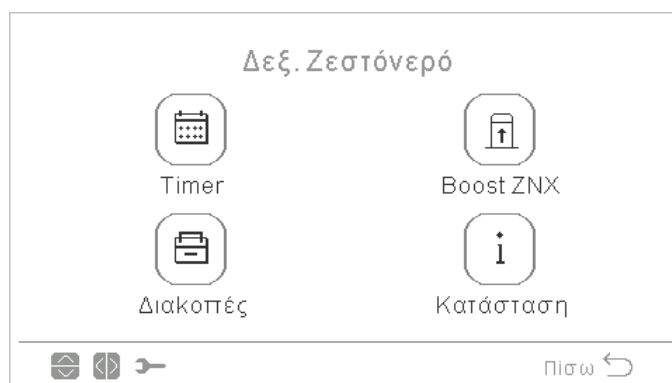 Δεξ. Ζεστόνερό
Timer
Boost ZNX
Διακοπές
Κατάσταση
Πίσω